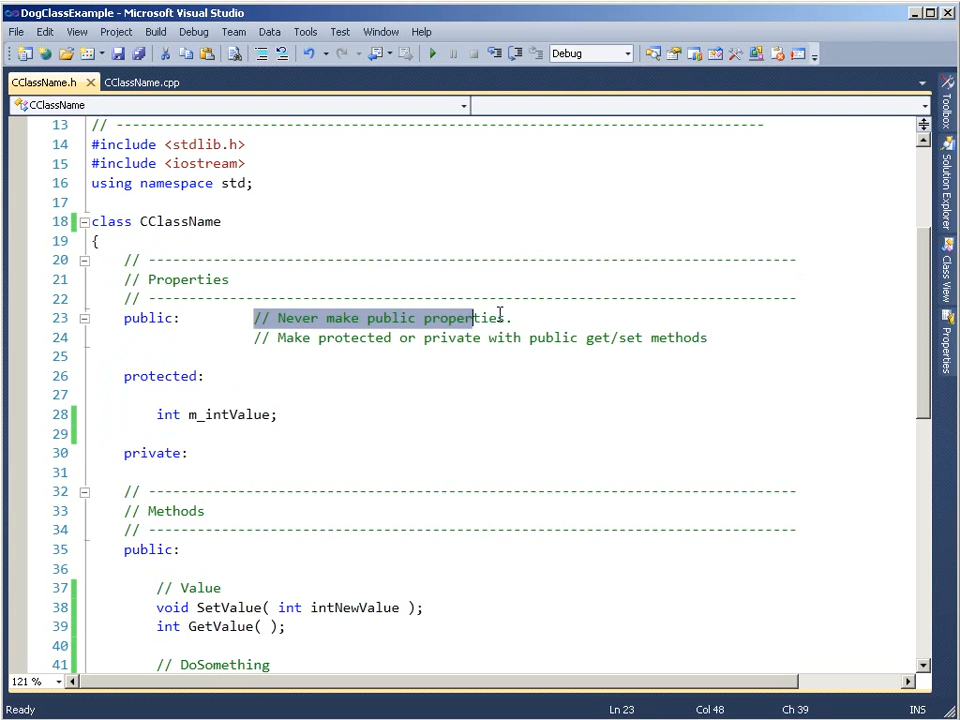 DogClassExample - Microsoft Visual Studio
File Edit View Project Build Debug Team Data Tools Test Window Help
Debug
CClassName.h CClassName.cpp
CClassName
13 // ----------------------------------------------------------------------------
14 #include <stdlib.h>
15 #include <iostream>
16 using namespace std;
17
18 class CClassName
19 {
20 // --------------------------------------------------------------------------------
21 // Properties
22 // --------------------------------------------------------------------------------
23 public: // Never make public properties.
24 // Make protected or private with public get/set methods
25
26 protected:
27
28 int m_intValue;
29
30 private:
31
32 // --------------------------------------------------------------------------------
33 // Methods
34 // --------------------------------------------------------------------------------
35 public:
36
37 // Value
38 void SetValue( int intNewValue );
39 int GetValue( );
40
41 // DoSomething
121 %
Ready Ln 23 Col 48 Ch 39 INS
Toolbox
Solution Explorer
Class View
Properties